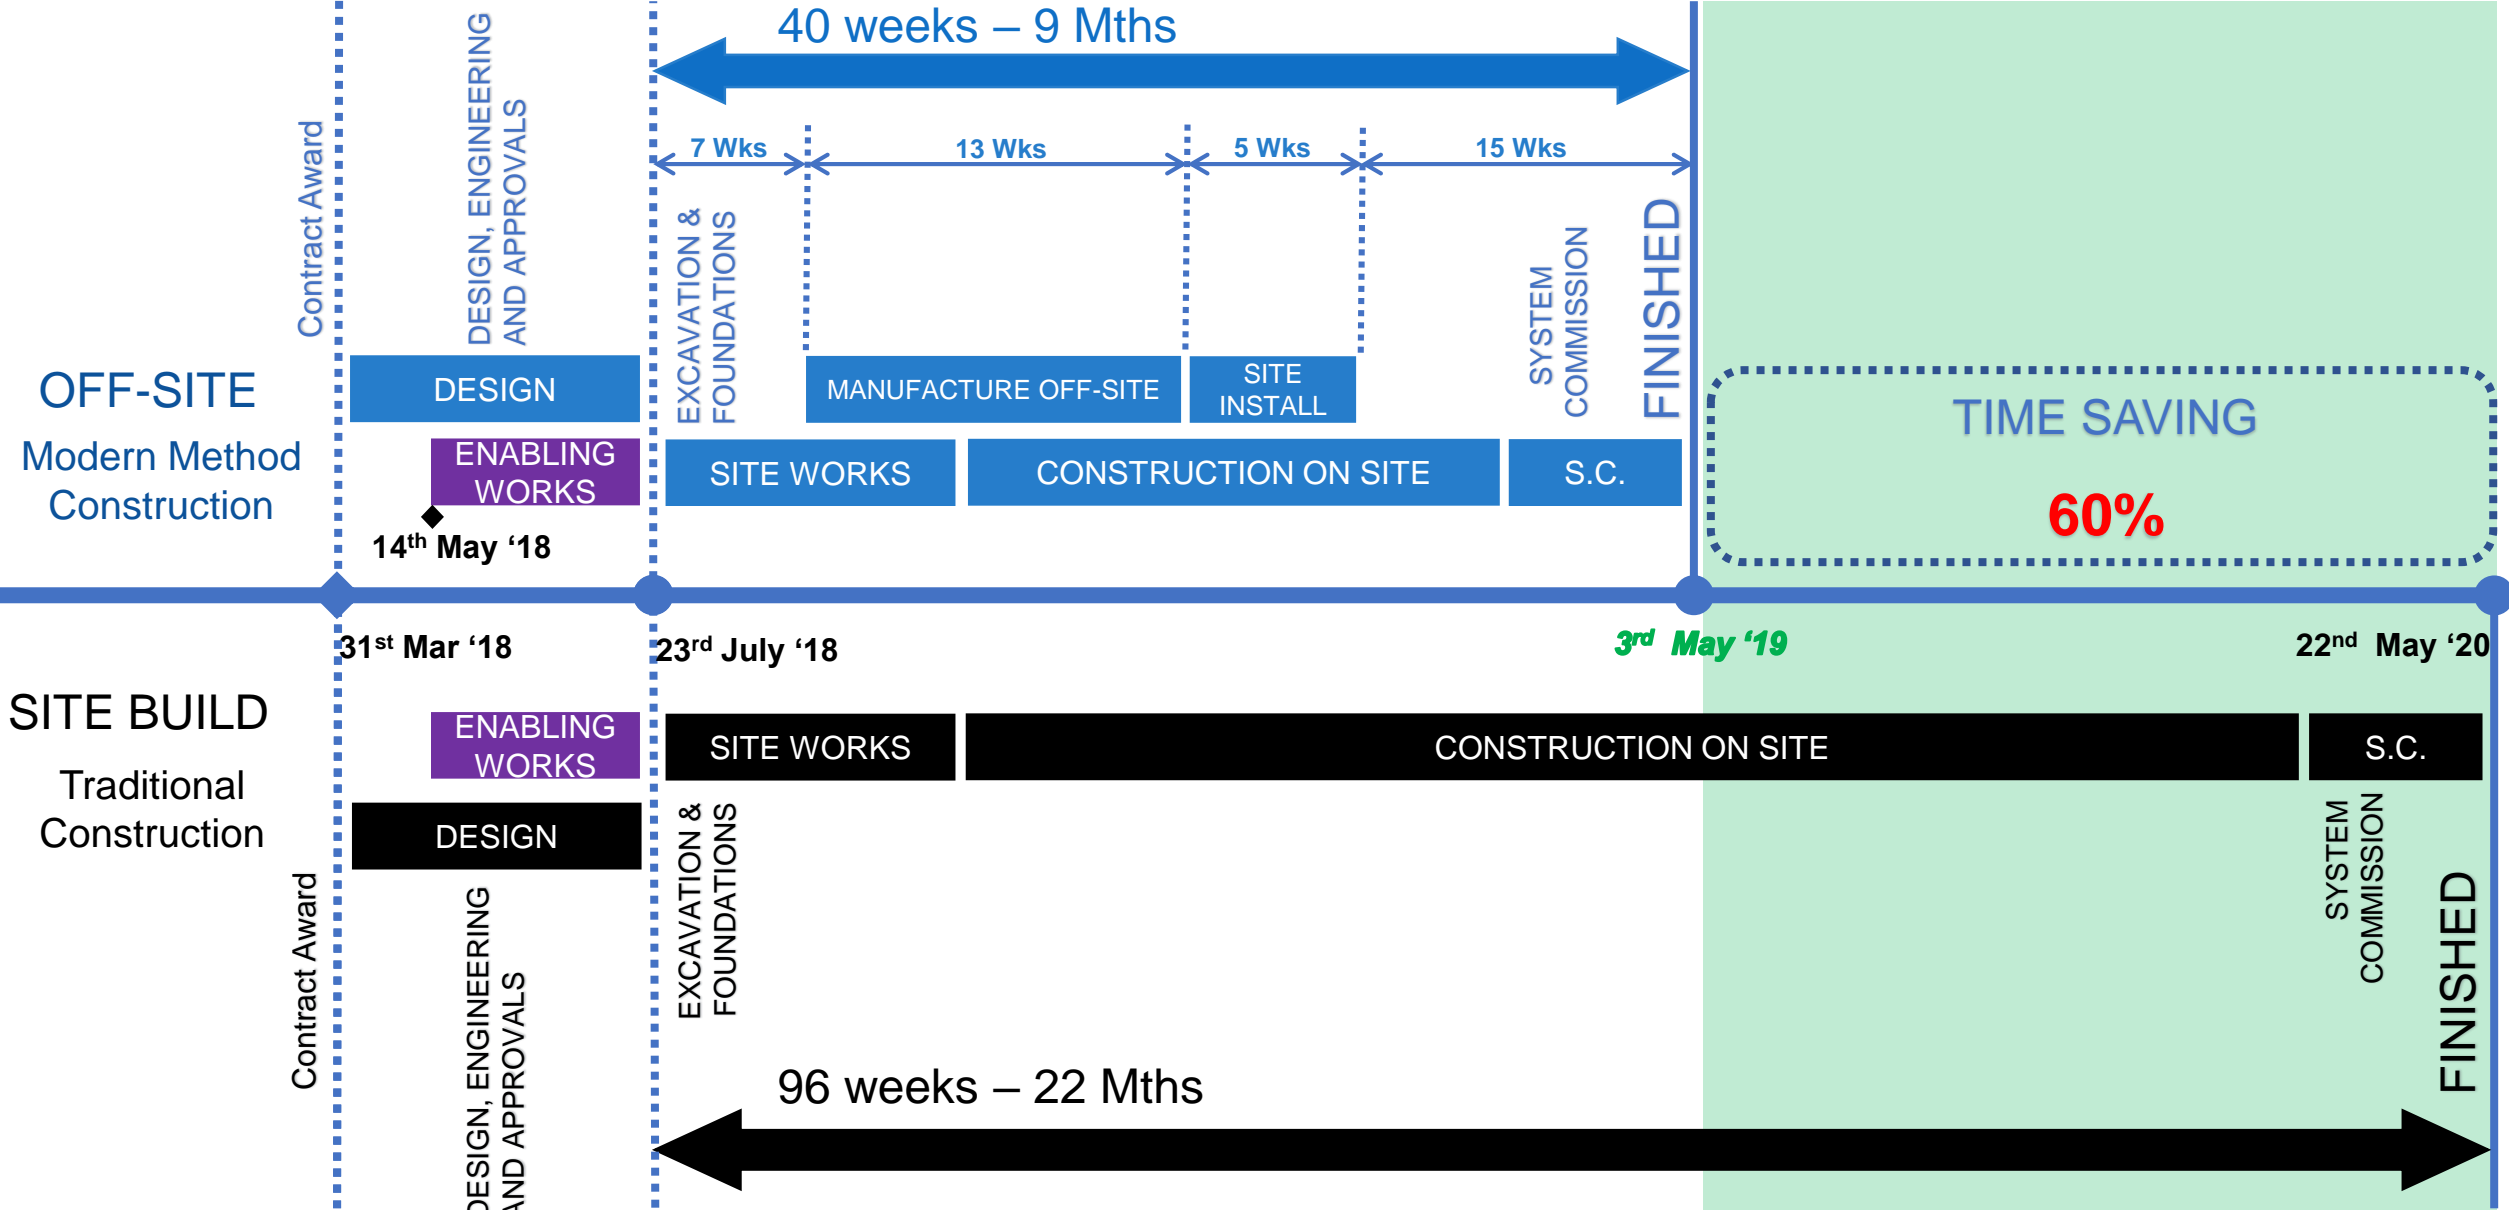 40 weeks – 9 Mths
Contract Award
DESIGN, ENGINEERING
AND APPROVALS
7 Wks
13 Wks
5 Wks
15 Wks
EXCAVATION &
FOUNDATIONS
SYSTEM
COMMISSION
FINISHED
OFF-SITE
Modern Method
Construction
DESIGN
MANUFACTURE OFF-SITE
SITE
INSTALL
ENABLING
WORKS
SITE WORKS
CONSTRUCTION ON SITE
S.C.
TIME SAVING
60%
14th May ‘18
31st Mar ‘18
23rd July ‘18
3rd May ‘19
22nd May ‘20
SITE BUILD
Traditional
Construction
ENABLING
WORKS
SITE WORKS
CONSTRUCTION ON SITE
S.C.
DESIGN
Contract Award
DESIGN, ENGINEERING
AND APPROVALS
EXCAVATION &
FOUNDATIONS
SYSTEM
COMMISSION
FINISHED
96 weeks – 22 Mths